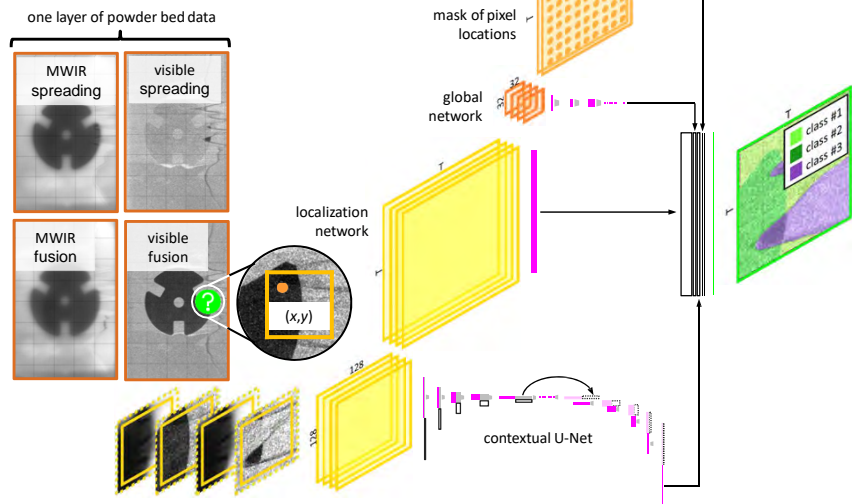 one layer of powder bed data
MWIR
spreading
visible
spreading
MWIR
fusion
visible
fusion
?
(x,y)
mask of pixel
locations
T
global
network
32
32
localization
network
T
T
128
128
contextual U-Net
T
T
class #1
class #2
class #3